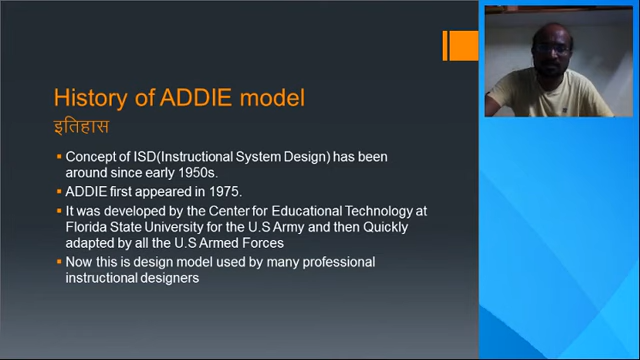 History of ADDIE model
इतिहास
Concept of ISD(Instructional System Design) has been
around since early 1950s.
ADDIE first appeared in 1975.
It was developed by the Center for Educational Technology at
Florida State University for the U.S Army and then Quickly
adapted by all the U.S Armed Forces
Now this is design model used by many professional
instructional designers